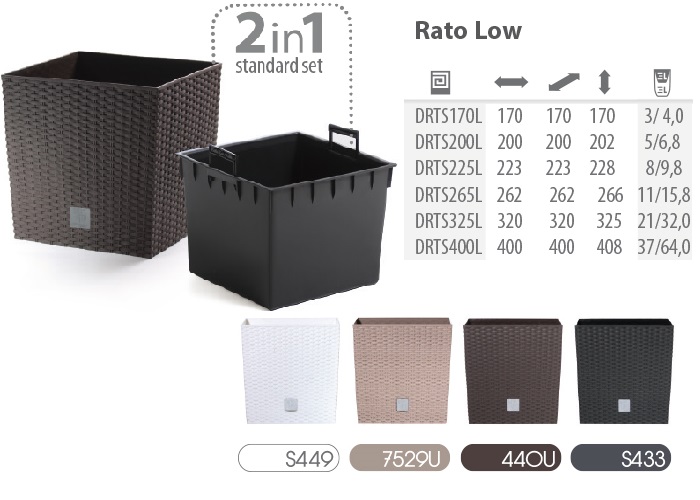 2in1
standard set
Rato Low
EL
EL
DRTS170L 170 170 170 3/ 4,0
DRTS200L 200 200 202 5/6,8
DRTS225L 223 223 228 8/9,8
DRTS265L 262 262 266 11/15,8
DRTS325L 320 320 325 21/32,0
DRTS400L 400 400 408 37/64,0
S449 7529U 440U S433